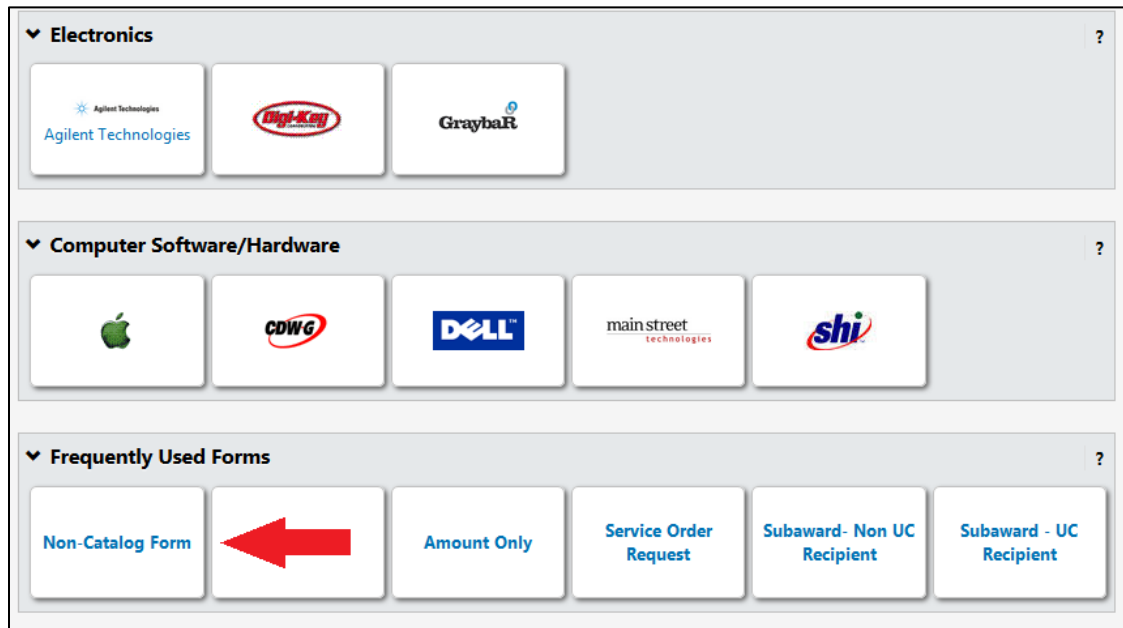 Electronics
?
Agilent Technologies
Agilent Technologies
Digi-Key
GraybaR
Computer Software/Hardware
?
CDW·G
DELL™
main street
technologies
shi
Frequently Used Forms
?
Non-Catalog Form
Amount Only
Service Order
Request
Subaward- Non UC
Recipient
Subaward - UC
Recipient